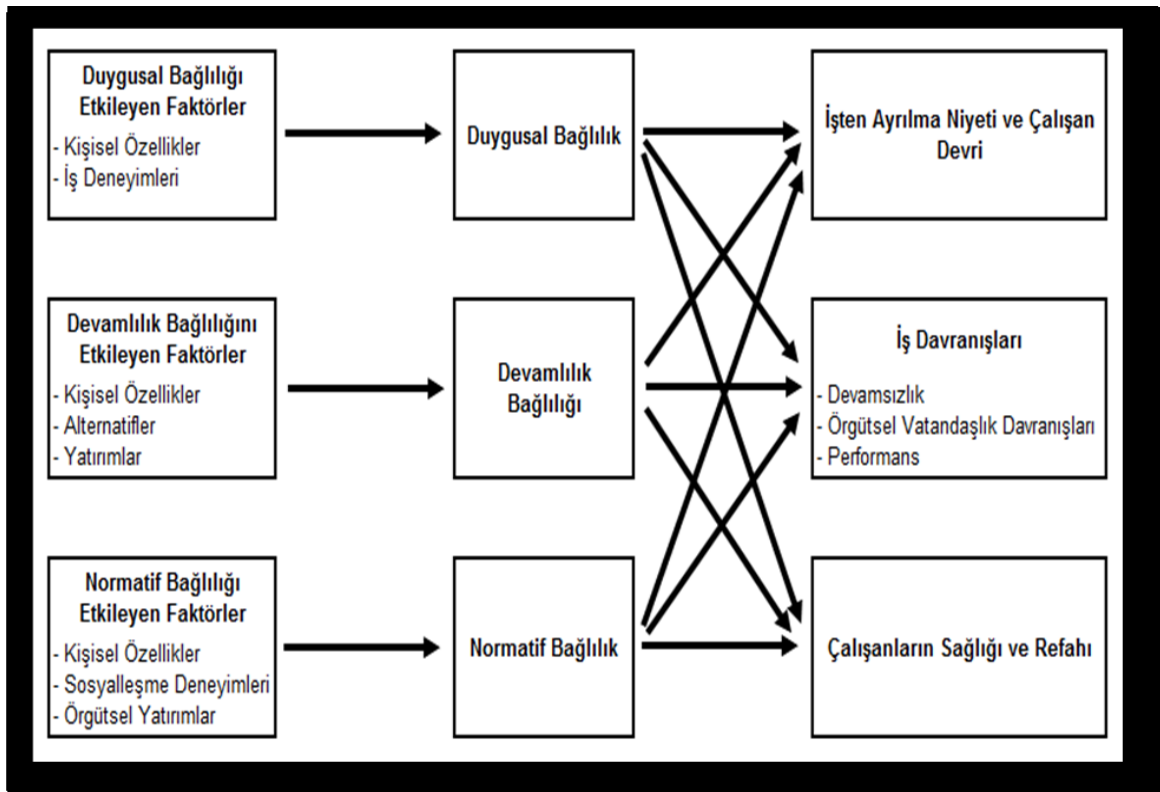 Duygusal Bağlılığı
Etkileyen Faktörler
- Kişisel Özellikler
- İş Deneyimleri
Duygusal Bağlılık
İşten Ayrılma Niyeti ve Çalışan
Devri
Devamlılık Bağlılığını
Etkileyen Faktörler
- Kişisel Özellikler
- Alternatifler
- Yatırımlar
Devamlılık
Bağlılığı
İş Davranışları
- Devamsızlık
- Örgütsel Vatandaşlık Davranışları
- Performans
Normatif Bağlılığı
Etkileyen Faktörler
- Kişisel Özellikler
- Sosyalleşme Deneyimleri
- Örgütsel Yatırımlar
Normatif Bağlılık
Çalışanların Sağlığı ve Refahı